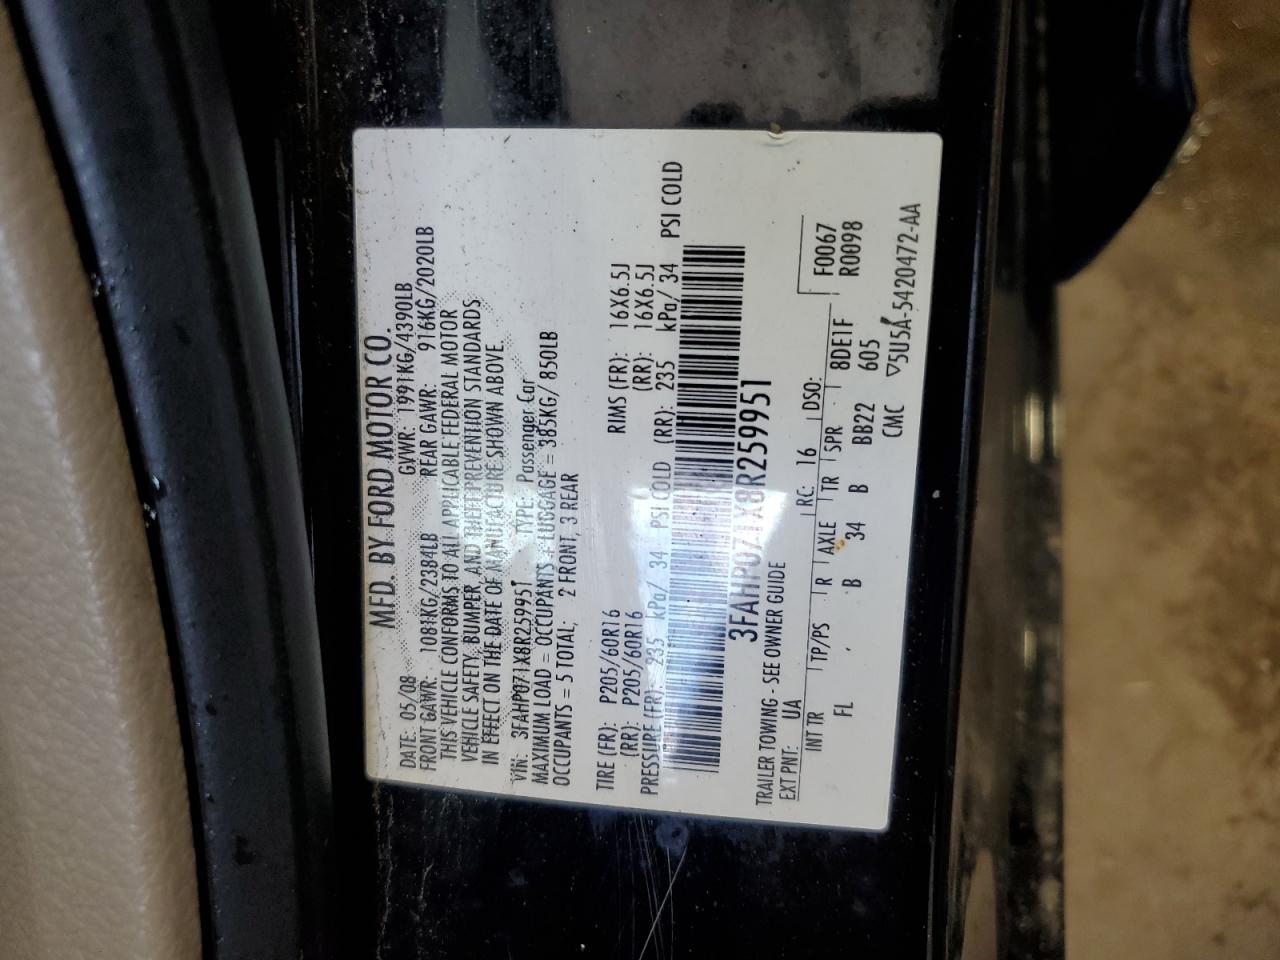 MFD. BY FORD MOTOR CO.
DATE: 05/08 GVWR: 1991KG/4390LB
FRONT GAWR: 1081KG/2384LB REAR GAWR: 916KG/2020LB
THIS VEHICLE CONFORMS TO ALL APPLICABLE FEDERAL MOTOR
VEHICLE SAFETY, BUMPER, AND THEFT PREVENTION STANDARDS
IN EFFECT ON THE DATE OF MANUFACTURE SHOWN ABOVE.
VIN: 3FAHP071X8R259951 TYPE: Passenger Car
MAXIMUM LOAD = OCCUPANTS + LUGGAGE = 385KG/ 850LB
OCCUPANTS = 5 TOTAL; 2 FRONT, 3 REAR
TIRE (FR): P205/60R16 RIMS (FR): 16X6.5J
(RR): P205/60R16 (RR): 16X6.5J
PRESSURE (FR): 235 kPa/ 34 PSI COLD (RR): 235 kPa/ 34 PSI COLD
3FAHP071X8R259951
TRAILER TOWING - SEE OWNER GUIDE
EXT PNT: UA RC: 16 DSO:
INT TR TP/PS R AXLE TR SPR F0067
FL , B 34 B BB22 8DE1F R0098
605
CMC ▽5U5A-5420472-AA